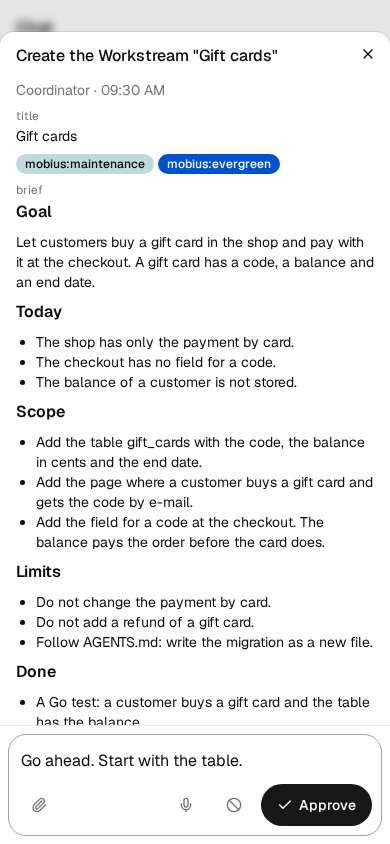 Chat
Create the Workstream "Gift cards"
Coordinator · 09:30 AM
title
Gift cards
mobius:maintenance mobius:evergreen
brief
Goal
Let customers buy a gift card in the shop and pay with
it at the checkout. A gift card has a code, a balance and
an end date.
Today
• The shop has only the payment by card.
• The checkout has no field for a code.
• The balance of a customer is not stored.
Scope
• Add the table gift_cards with the code, the balance
in cents and the end date.
• Add the page where a customer buys a gift card and
gets the code by e-mail.
• Add the field for a code at the checkout. The
balance pays the order before the card does.
Limits
• Do not change the payment by card.
• Do not add a refund of a gift card.
• Follow AGENTS.md: write the migration as a new file.
Done
• A Go test: a customer buys a gift card and the table
has the balance
Go ahead. Start with the table.
Approve